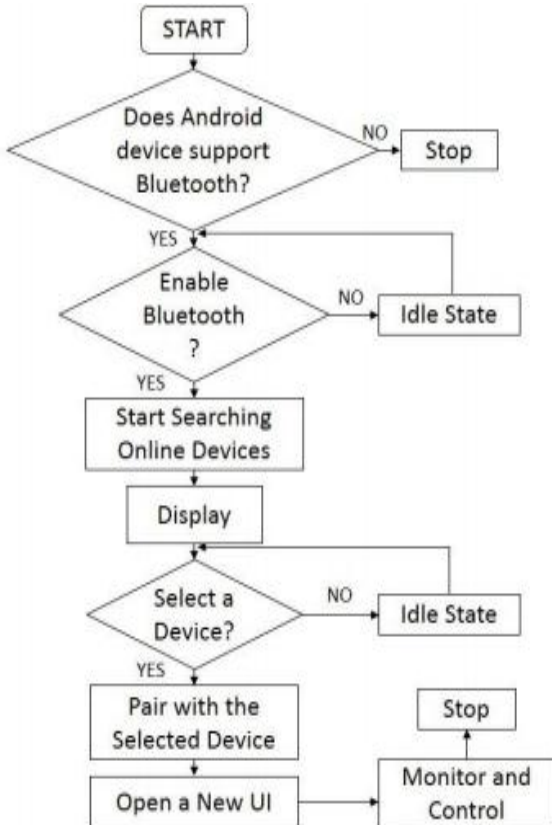 START
Does Android
device support
Bluetooth?
NO
Stop
YES
Enable
Bluetooth
?
NO
Idle State
YES
Start Searching
Online Devices
Display
Select a
Device?
NO
Idle State
YES
Pair with the
Selected Device
Stop
Open a New UI
Monitor and
Control